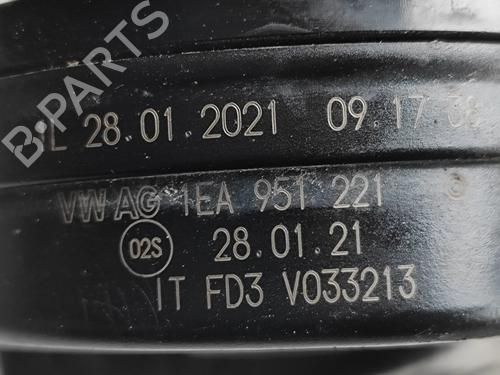 B-PARTS
L 28.01.2021 09.17.38
VW AG 1EA 951 221
02S 28.01.21
IT FD3 V033213